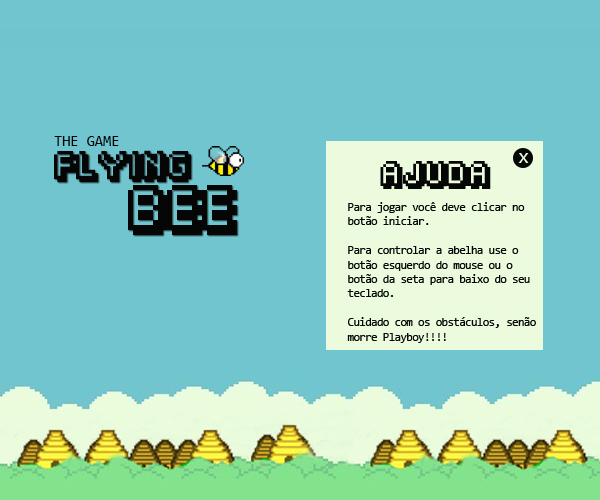 THE GAME
FLYING
BEE
X
AJUDA
Para jogar você deve clicar no
botão iniciar.
Para controlar a abelha use o
botão esquerdo do mouse ou o
botão da seta para baixo do seu
teclado.
Cuidado com os obstáculos, senão
morre Playboy!!!!